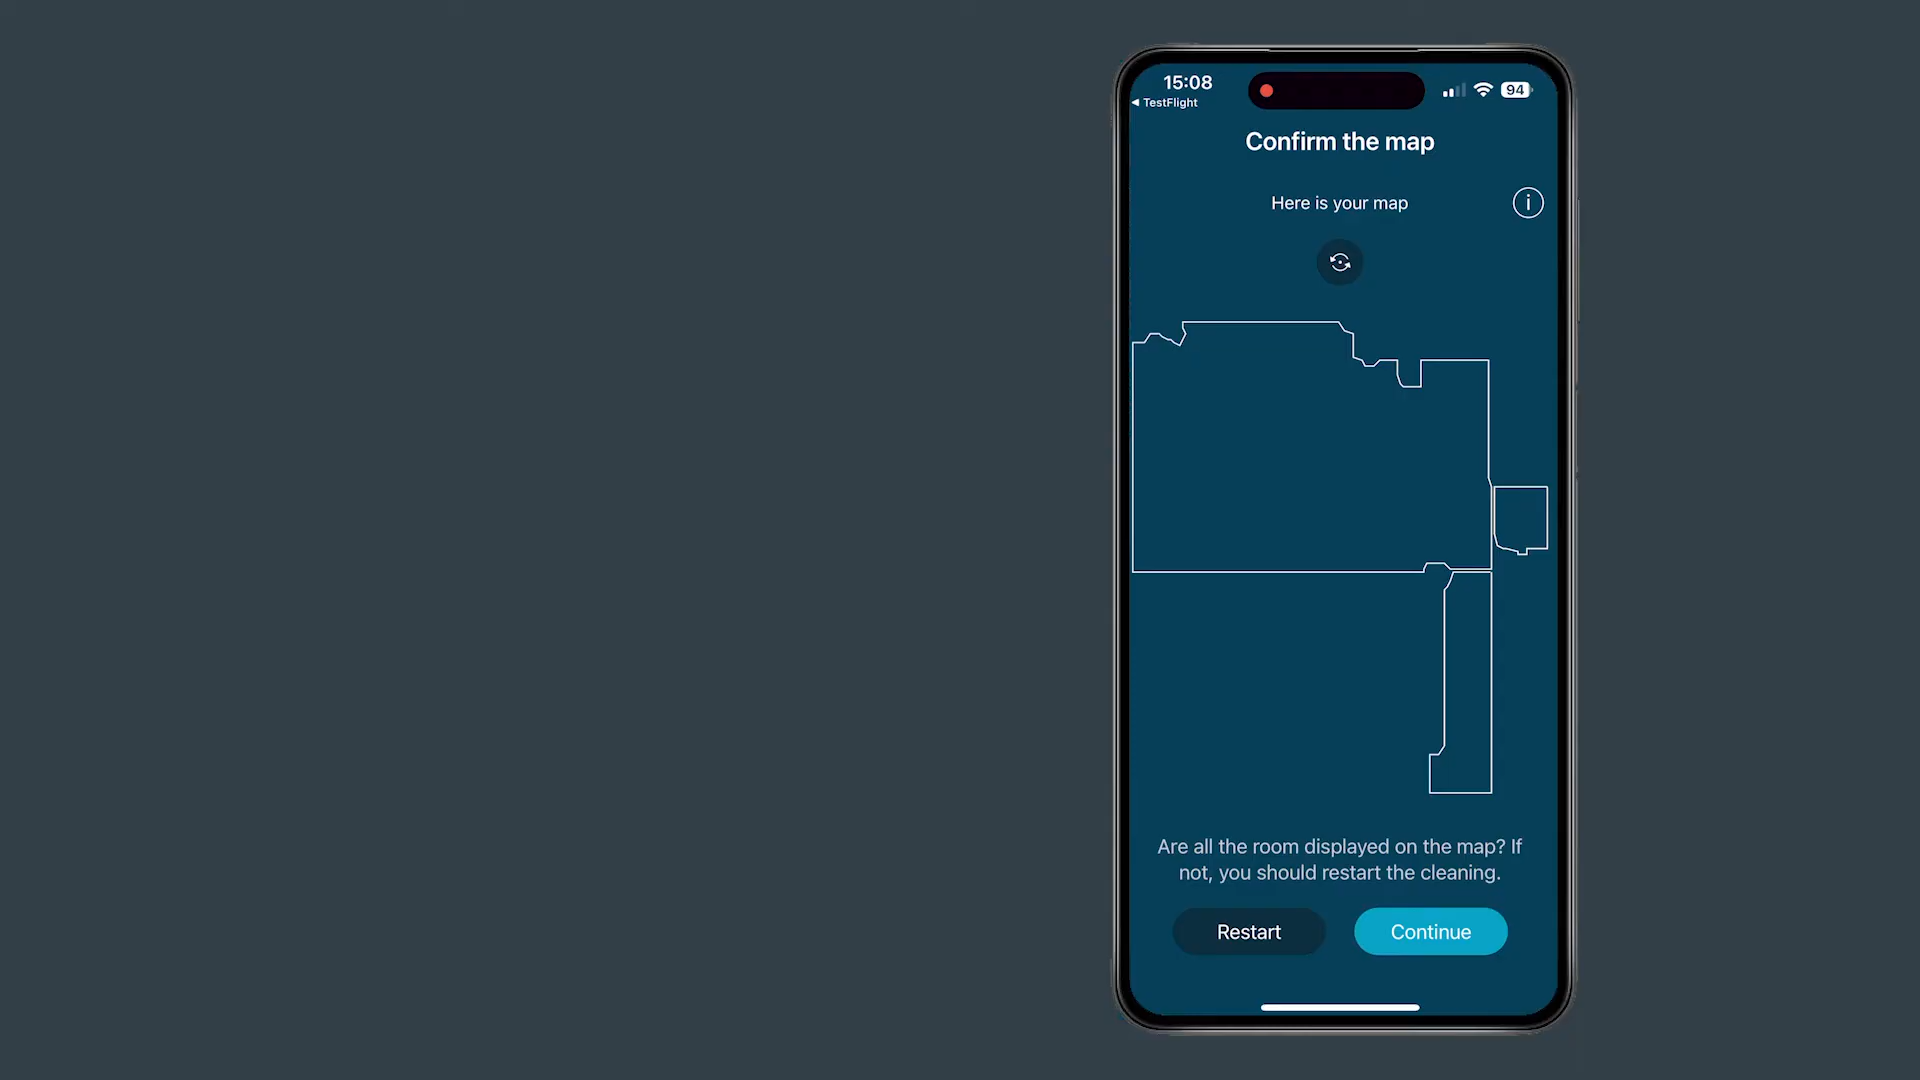 15:08
◀ TestFlight
94
Confirm the map
Here is your map
i
Are all the room displayed on the map? If
not, you should restart the cleaning.
Restart
Continue